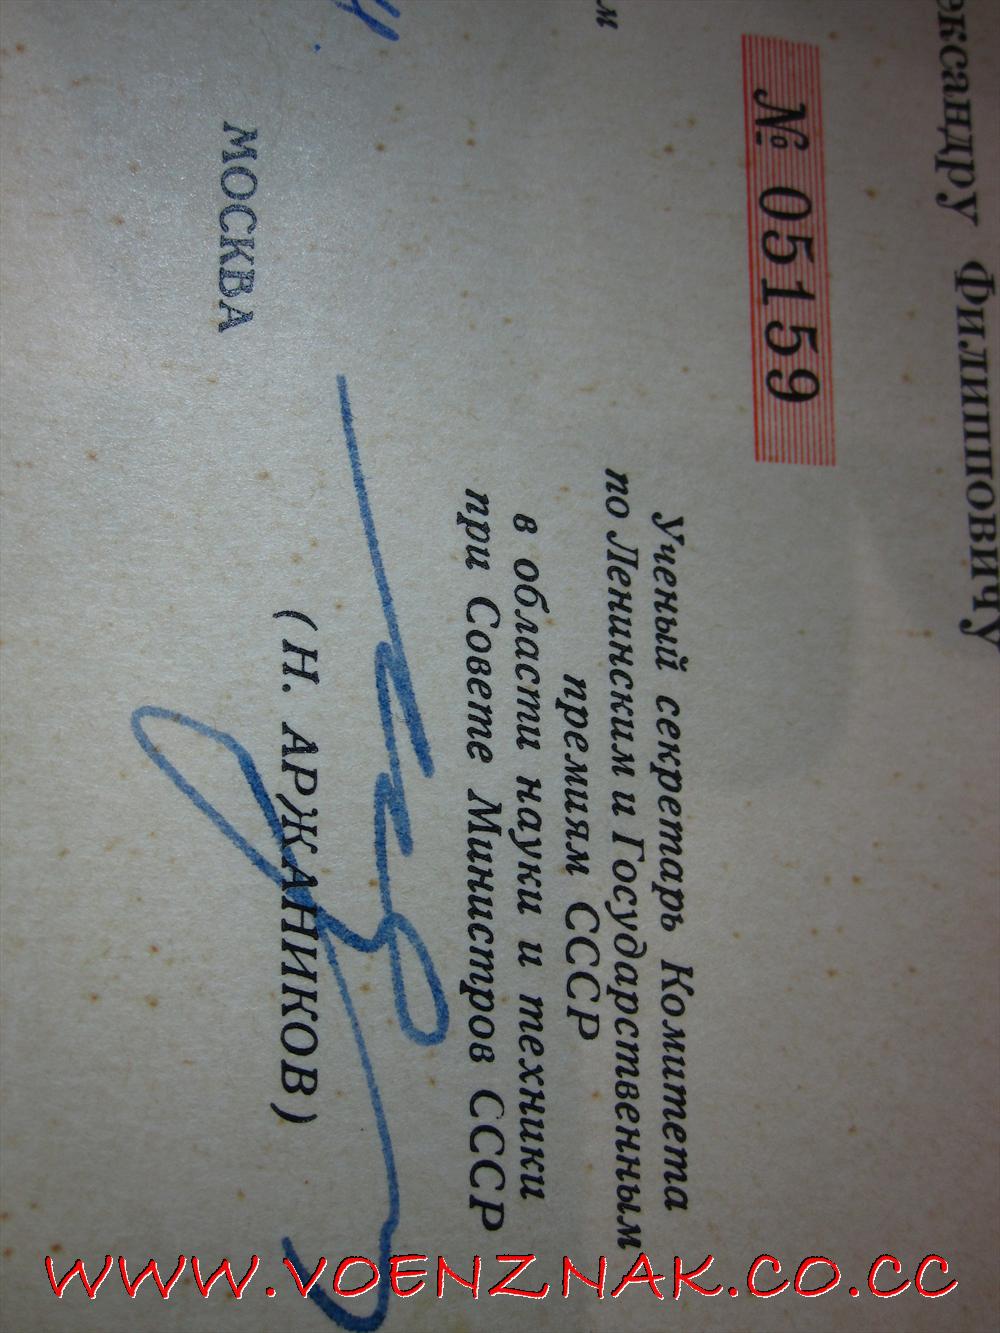 ександру Филипповичу
№ 05159
м
Ученый секретарь Комитета
по Ленинским и Государственным
премиям СССР
в области науки и техники
при Совете Министров СССР
(Н. АРЖАНИКОВ)
МОСКВА
WWW.VOENZNAK.CO.CC